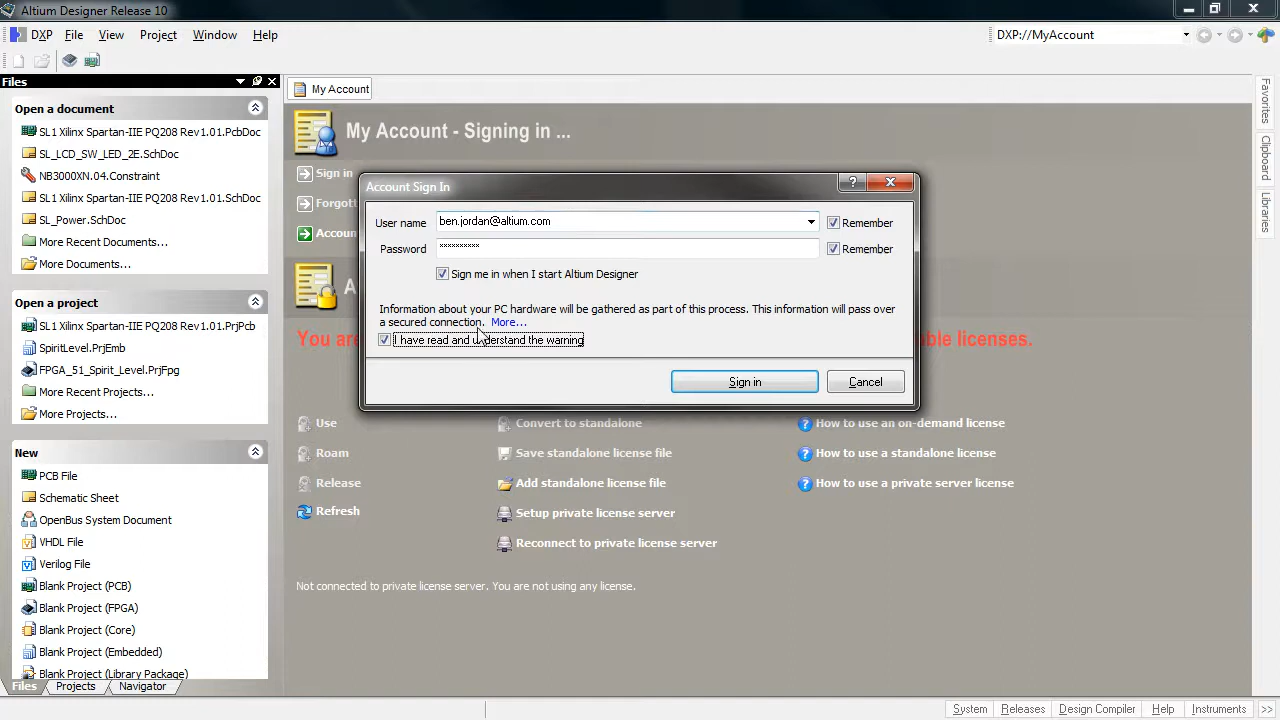 Altium Designer Release 10
DXP File View Project Window Help
DXP://MyAccount
Files
Open a document
SL1 Xilinx Spartan-IIE PQ208 Rev1.01.PcbDoc
SL_LCD_SW_LED_2E.SchDoc
NB3000XN.04.Constraint
SL1 Xilinx Spartan-IIE PQ208 Rev1.01.SchDoc
SL_Power.SchDoc
More Recent Documents...
More Documents...
Open a project
SL1 Xilinx Spartan-IIE PQ208 Rev1.01.PrjPcb
SpiritLevel.PrjEmb
FPGA_51_Spirit_Level.PrjFpg
More Recent Projects...
More Projects...
New
PCB File
Schematic Sheet
OpenBus System Document
VHDL File
Verilog File
Blank Project (PCB)
Blank Project (FPGA)
Blank Project (Core)
Blank Project (Embedded)
Blank Project (Library Package)
Files Projects Navigator
My Account
My Account - Signing in ...
Sign in
Forgott
Accoun
A
You are
ble licenses.
Account Sign In
User name ben.jordan@altium.com Remember
Password ********** Remember
Sign me in when I start Altium Designer
Information about your PC hardware will be gathered as part of this process. This information will pass over
a secured connection. More...
I have read and understand the warning
Sign in Cancel
Use Convert to standalone How to use an on-demand license
Roam Save standalone license file How to use a standalone license
Release Add standalone license file How to use a private server license
Refresh Setup private license server
Reconnect to private license server
Not connected to private license server. You are not using any license.
Favorites
Clipboard
Libraries
System Releases Design Compiler Help Instruments >>